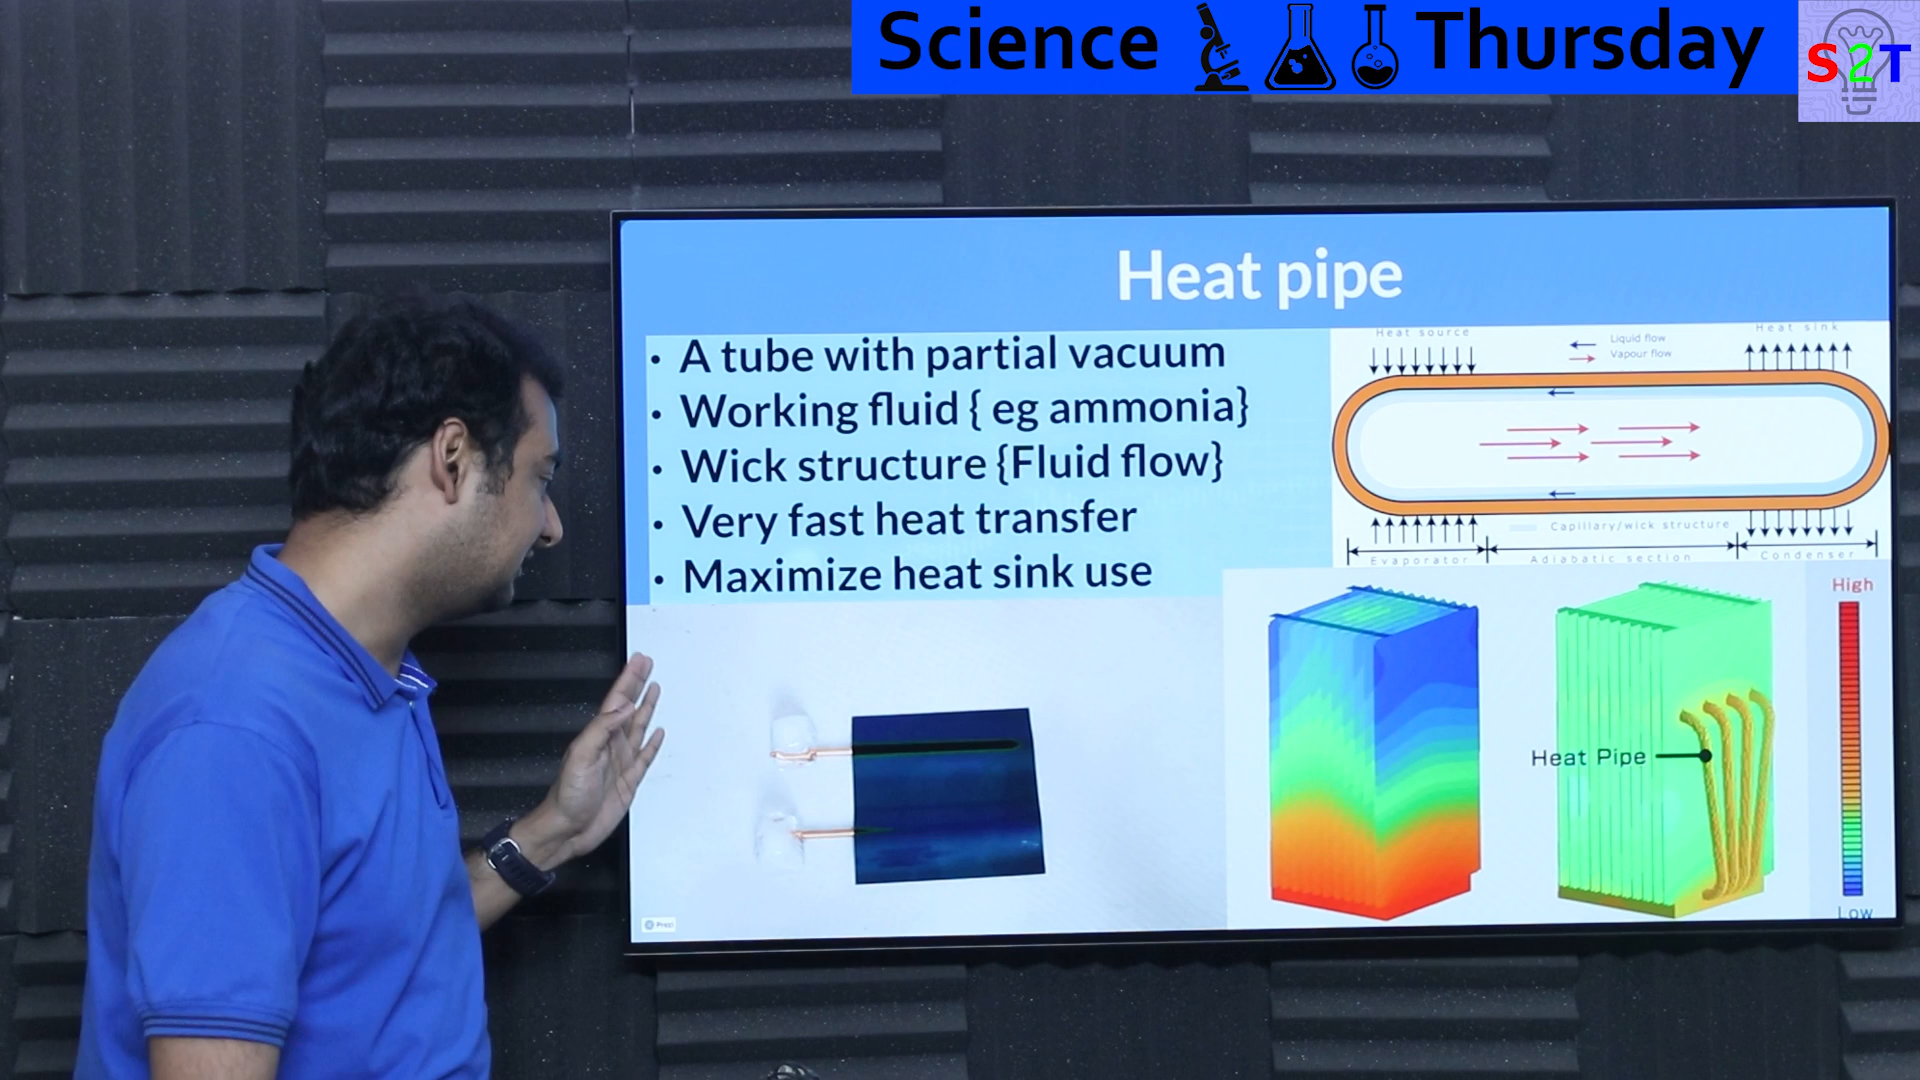 Science Thursday
S2T
Heat pipe
• A tube with partial vacuum
• Working fluid { eg ammonia}
• Wick structure {Fluid flow}
• Very fast heat transfer
• Maximize heat sink use
Heat source
Liquid flow
Vapour flow
Heat sink
Capillary/wick structure
Evaporator
Adiabatic section
Condenser
High
Heat Pipe
Low
Prezi